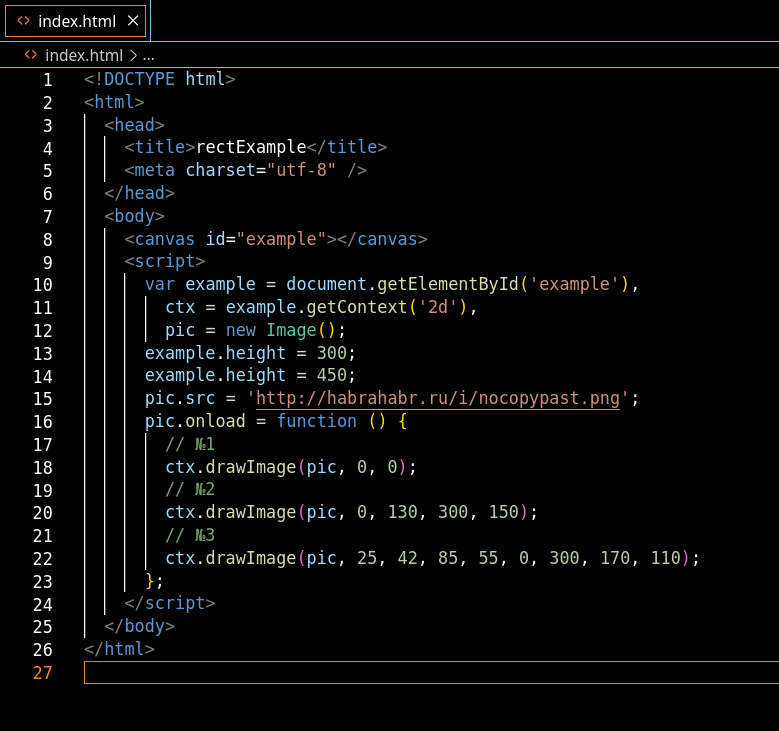 index.html
index.html > ...
1 <!DOCTYPE html>
2 <html>
3   <head>
4     <title>rectExample</title>
5     <meta charset="utf-8" />
6   </head>
7   <body>
8     <canvas id="example"></canvas>
9     <script>
10       var example = document.getElementById('example'),
11         ctx = example.getContext('2d'),
12         pic = new Image();
13       example.height = 300;
14       example.height = 450;
15       pic.src = 'http://habrahabr.ru/i/nocopypast.png';
16       pic.onload = function () {
17         // №1
18         ctx.drawImage(pic, 0, 0);
19         // №2
20         ctx.drawImage(pic, 0, 130, 300, 150);
21         // №3
22         ctx.drawImage(pic, 25, 42, 85, 55, 0, 300, 170, 110);
23       };
24     </script>
25   </body>
26 </html>
27